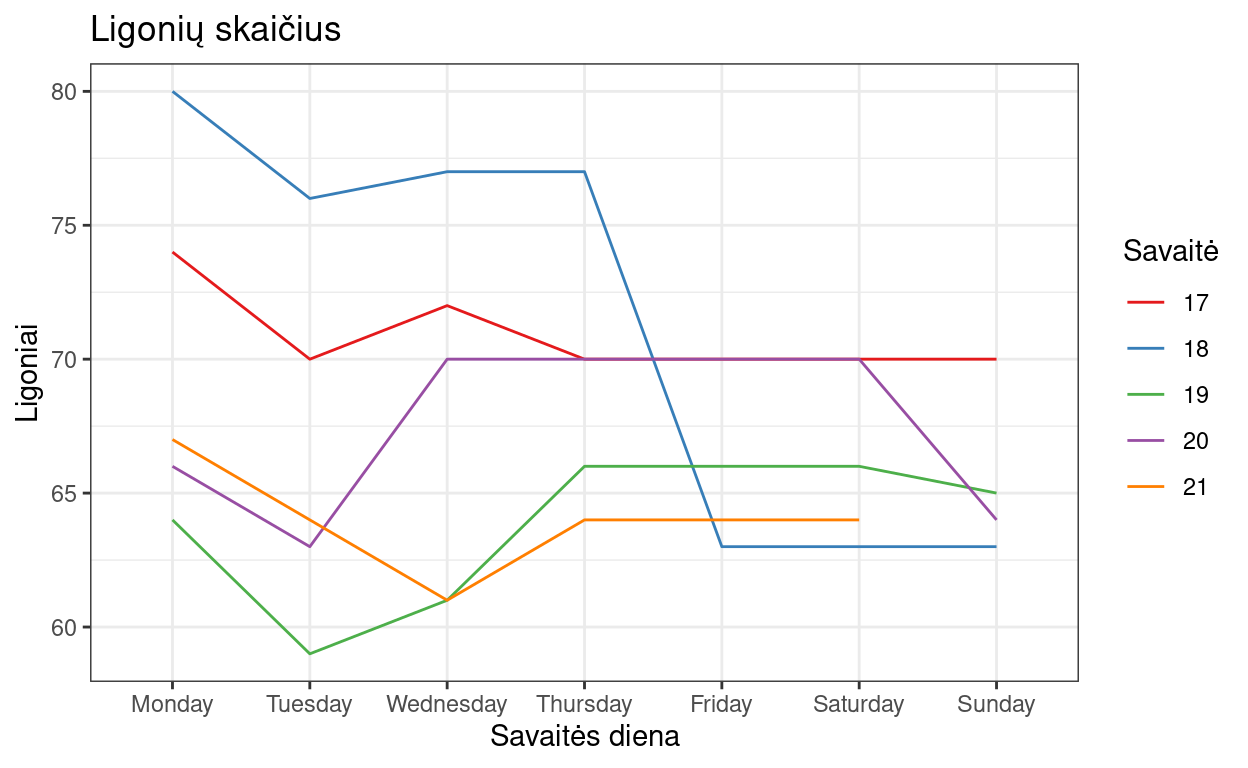 Ligonių skaičius
80
75
70
65
60
Ligoniai
Monday Tuesday Wednesday Thursday Friday Saturday Sunday
Savaitės diena
Savaitė
17
18
19
20
21